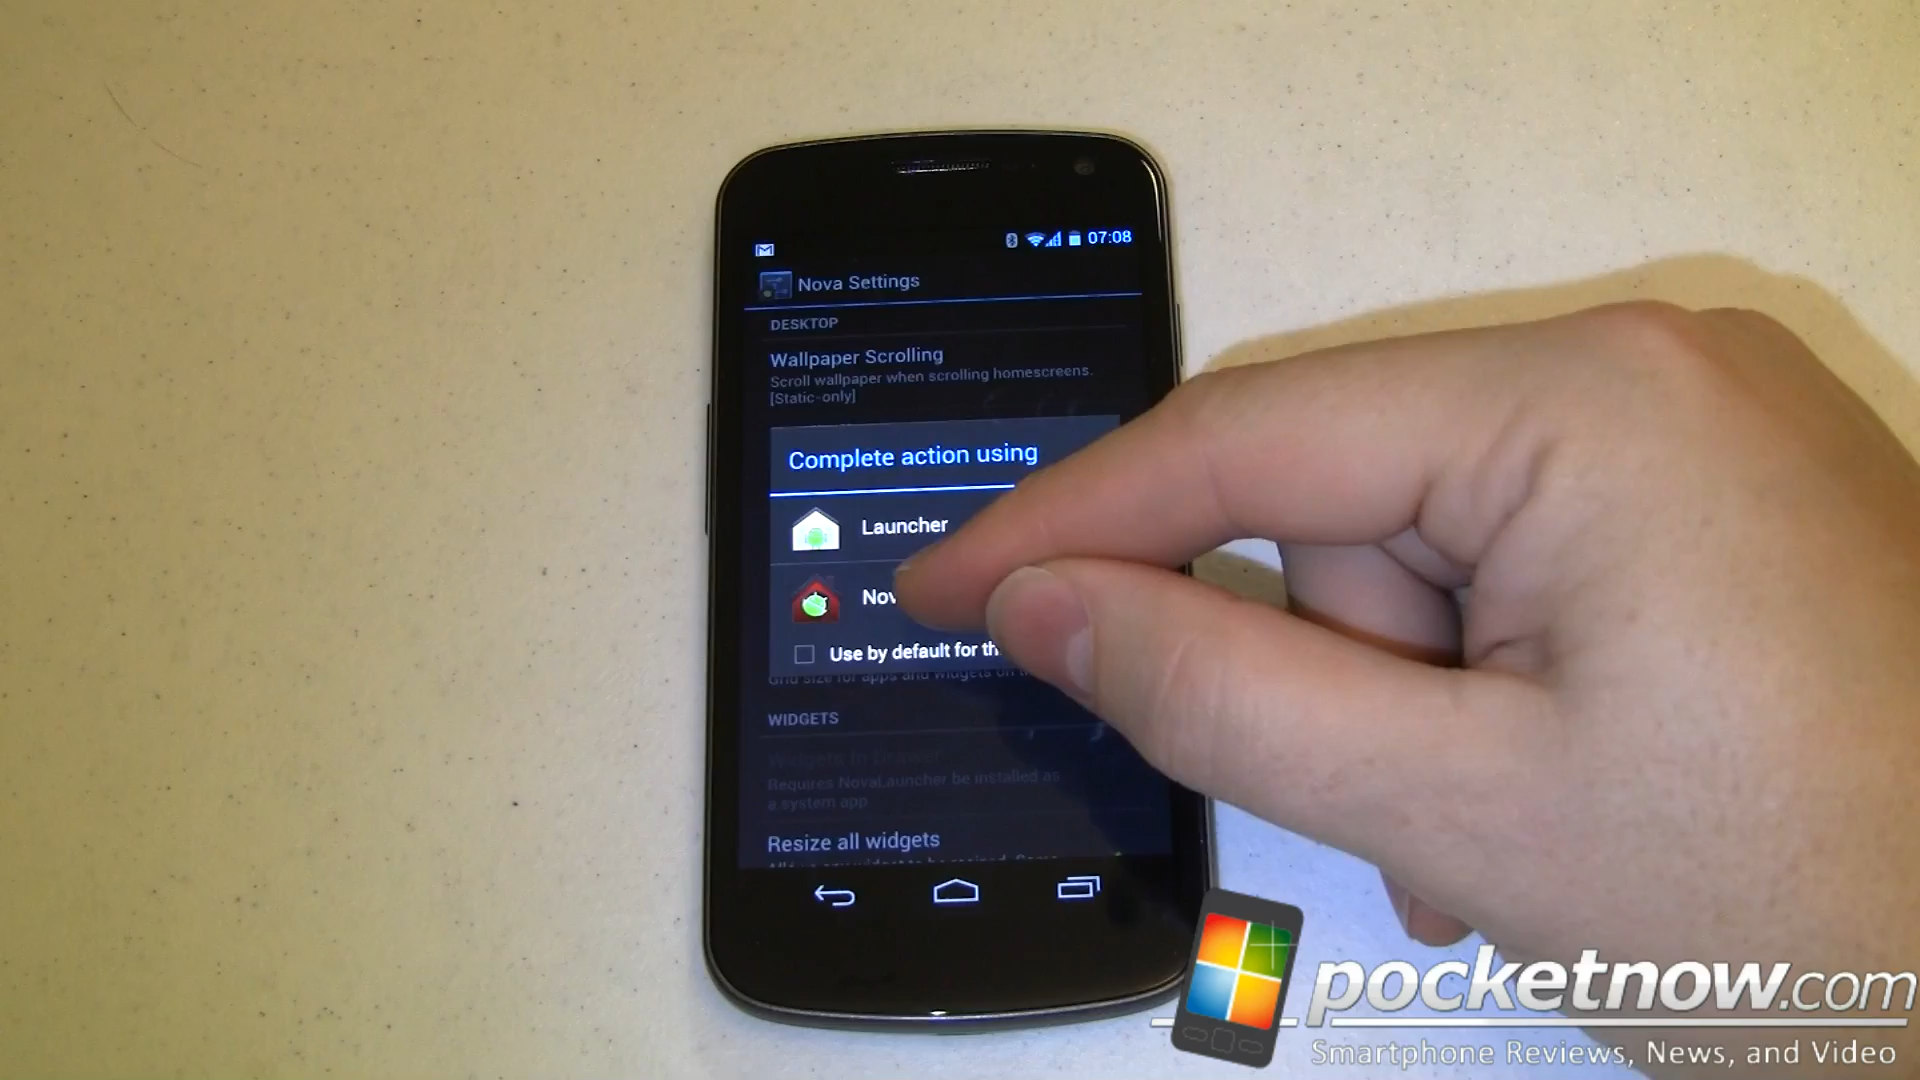 07:08
Nova Settings
DESKTOP
Wallpaper Scrolling
Scroll wallpaper when scrolling homescreens.
[Static-only]
Complete action using
Launcher
Use by default for
Grid size for apps and widgets on
WIDGETS
Widgets in Drawer
Requires NovaLauncher be installed as
a system app
Resize all widgets
pocketnow.com
Smartphone Reviews, News, and Video